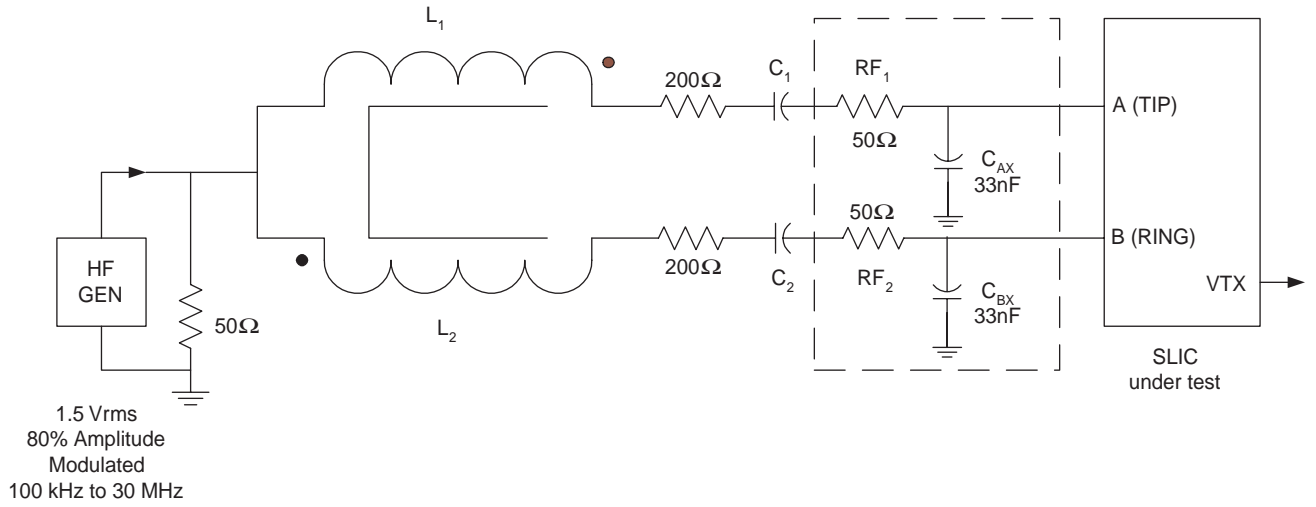 L1
200Ω
C1
RF1
50Ω
A (TIP)
CAX
33nF
50Ω
B (RING)
HF
GEN
50Ω
L2
200Ω
C2
RF2
CBX
33nF
VTX
SLIC
under test
1.5 Vrms
80% Amplitude
Modulated
100 kHz to 30 MHz